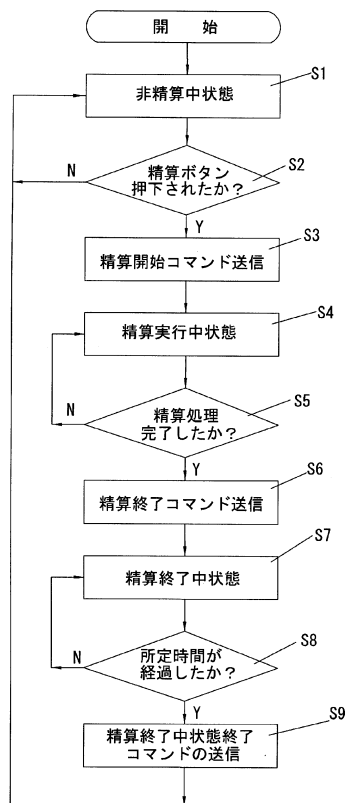 開 始
非精算中状態
S1
精算ボタン
押下されたか？
S2
N
Y
精算開始コマンド送信
S3
精算実行中状態
S4
精算処理
完了したか？
S5
N
Y
精算終了コマンド送信
S6
精算終了中状態
S7
所定時間が
経過したか？
S8
N
Y
精算終了中状態終了
コマンドの送信
S9